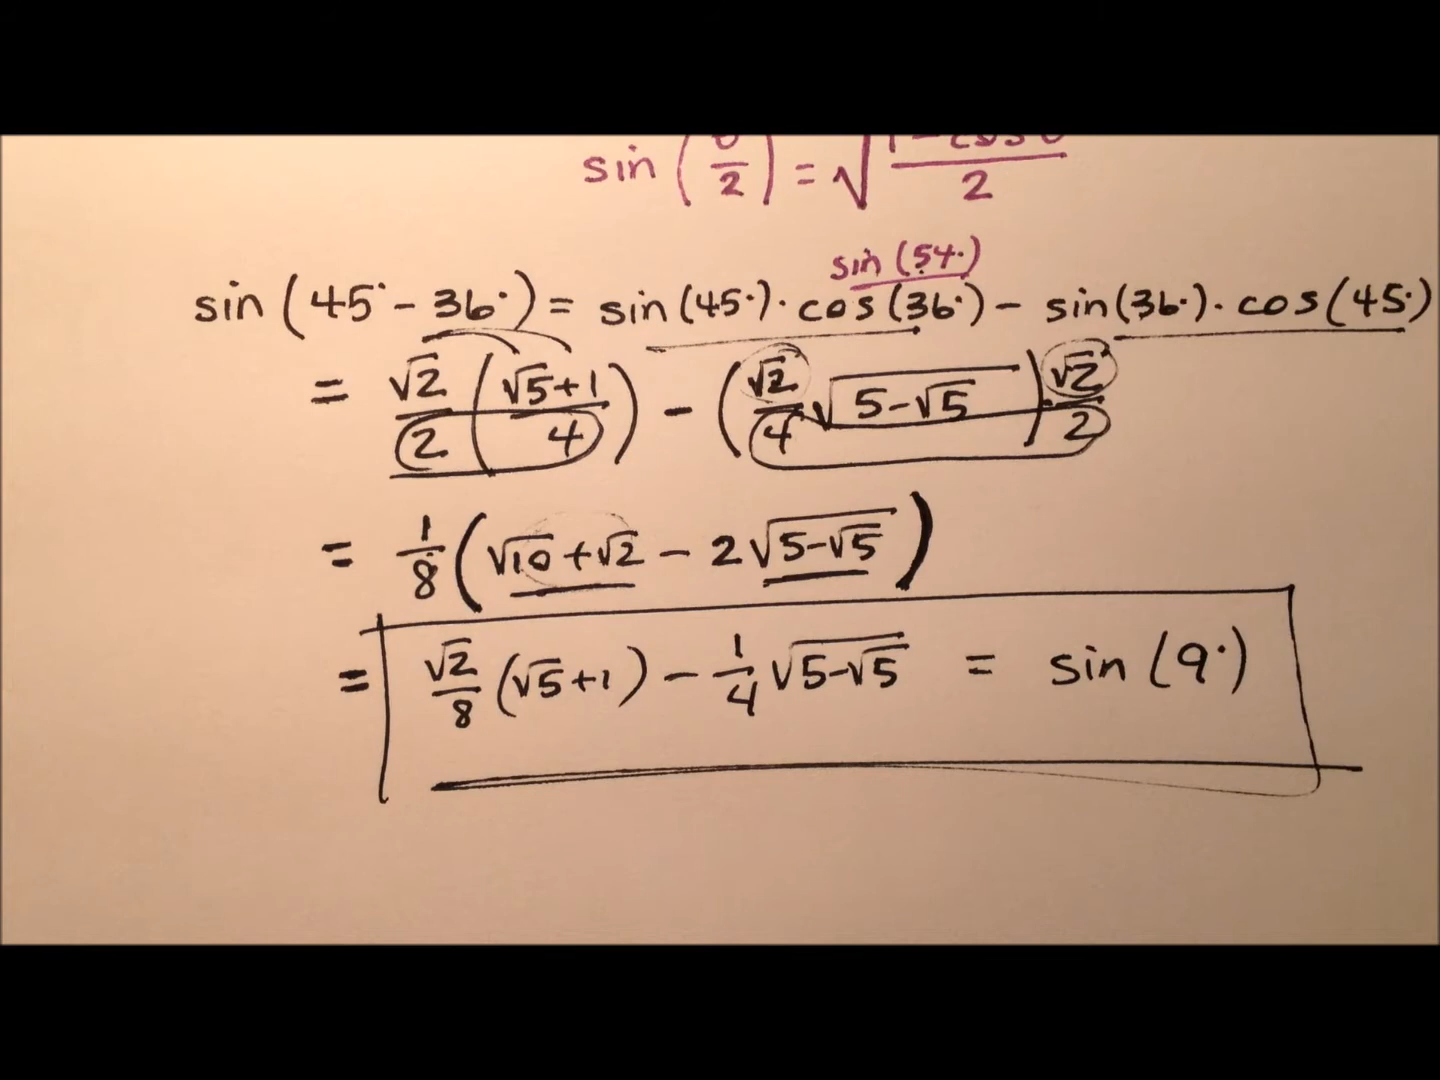 sin(θ/2) = √((1-cosθ)/2)
sin(54°)
sin(45° - 36°) = sin(45°)·cos(36°) - sin(36°)·cos(45°)
= √2/2 ((√5+1)/4) - (√2/4 √(5-√5))·√2/2
= 1/8 (√10+√2 - 2√(5-√5))
= √2/8 (√5+1) - 1/4 √(5-√5) = sin(9°)